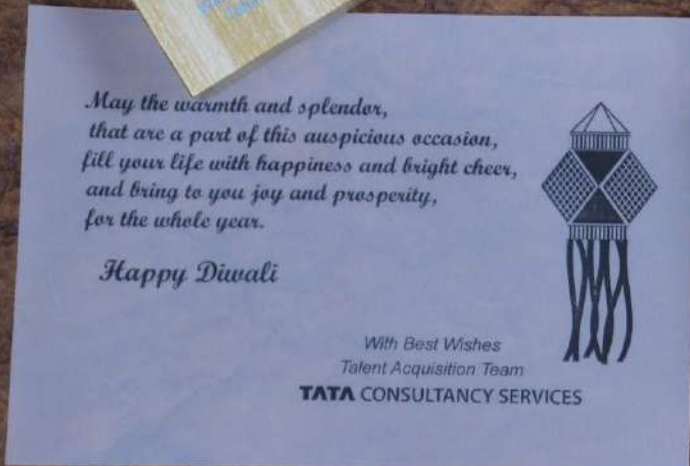 May the warmth and splendor,
that are a part of this auspicious occasion,
fill your life with happiness and bright cheer,
and bring to you joy and prosperity,
for the whole year.
Happy Diwali
With Best Wishes
Talent Acquisition Team
TATA CONSULTANCY SERVICES